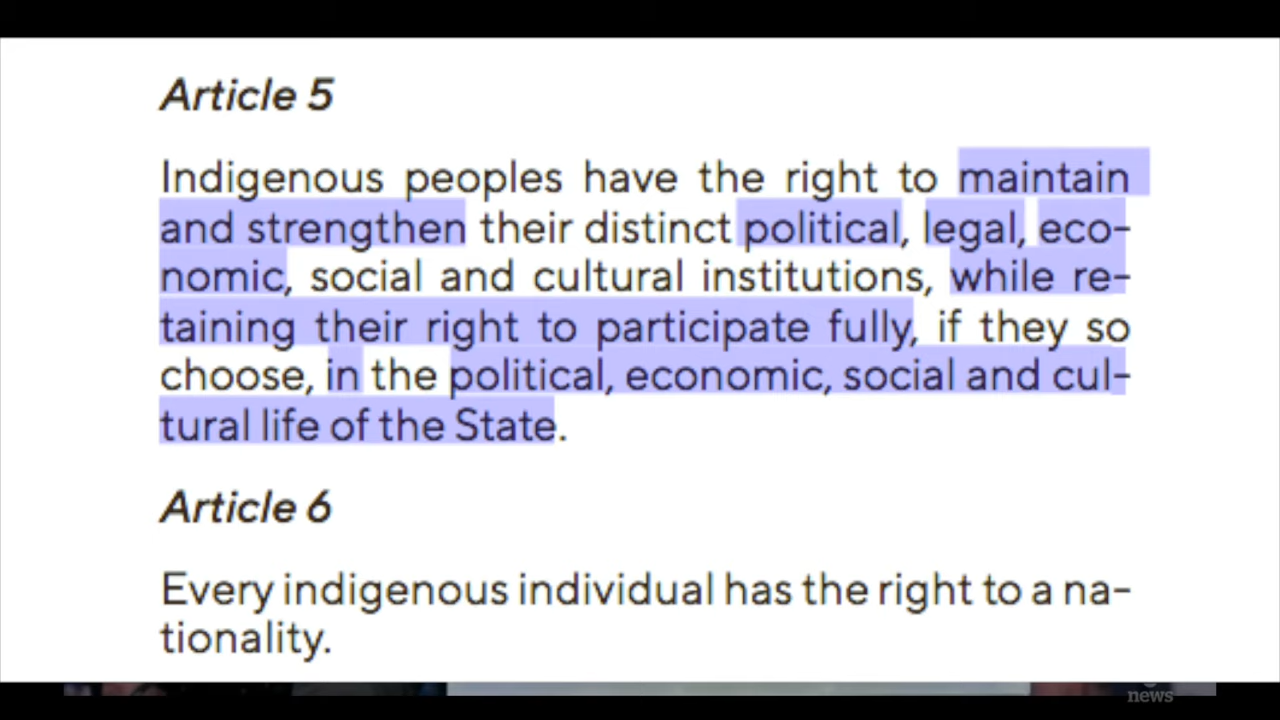 Article 5
Indigenous peoples have the right to maintain
and strengthen their distinct political, legal, eco-
nomic, social and cultural institutions, while re-
taining their right to participate fully, if they so
choose, in the political, economic, social and cul-
tural life of the State.
Article 6
Every indigenous individual has the right to a na-
tionality.
news